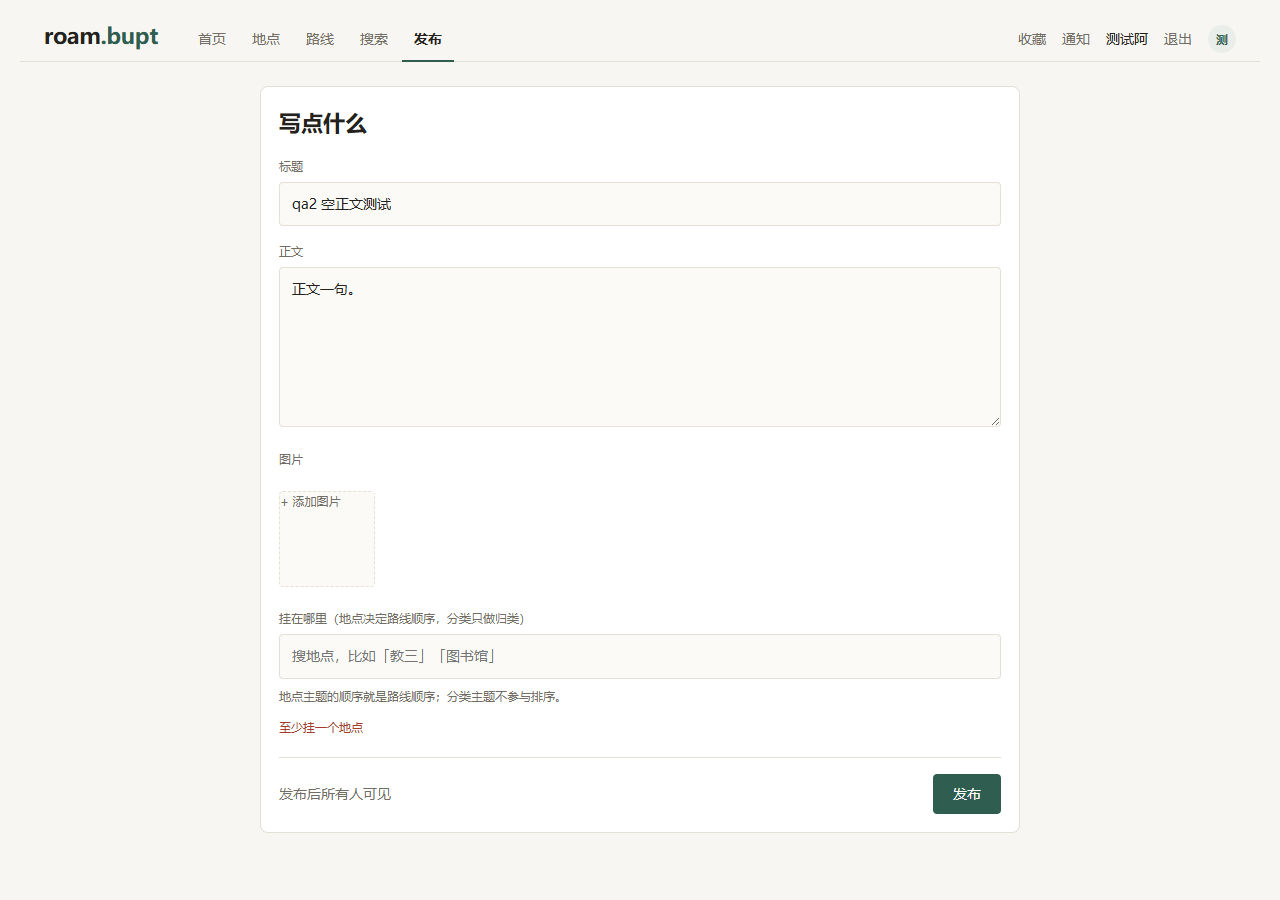 roam.bupt 首页 地点 路线 搜索 发布 收藏 通知 测试阿 退出 测
写点什么
标题
qa2 空正文测试
正文
正文一句。
图片
+ 添加图片
挂在哪里（地点决定路线顺序，分类只做归类）
搜地点，比如「教三」「图书馆」
地点主题的顺序就是路线顺序；分类主题不参与排序。
至少挂一个地点
发布后所有人可见 发布